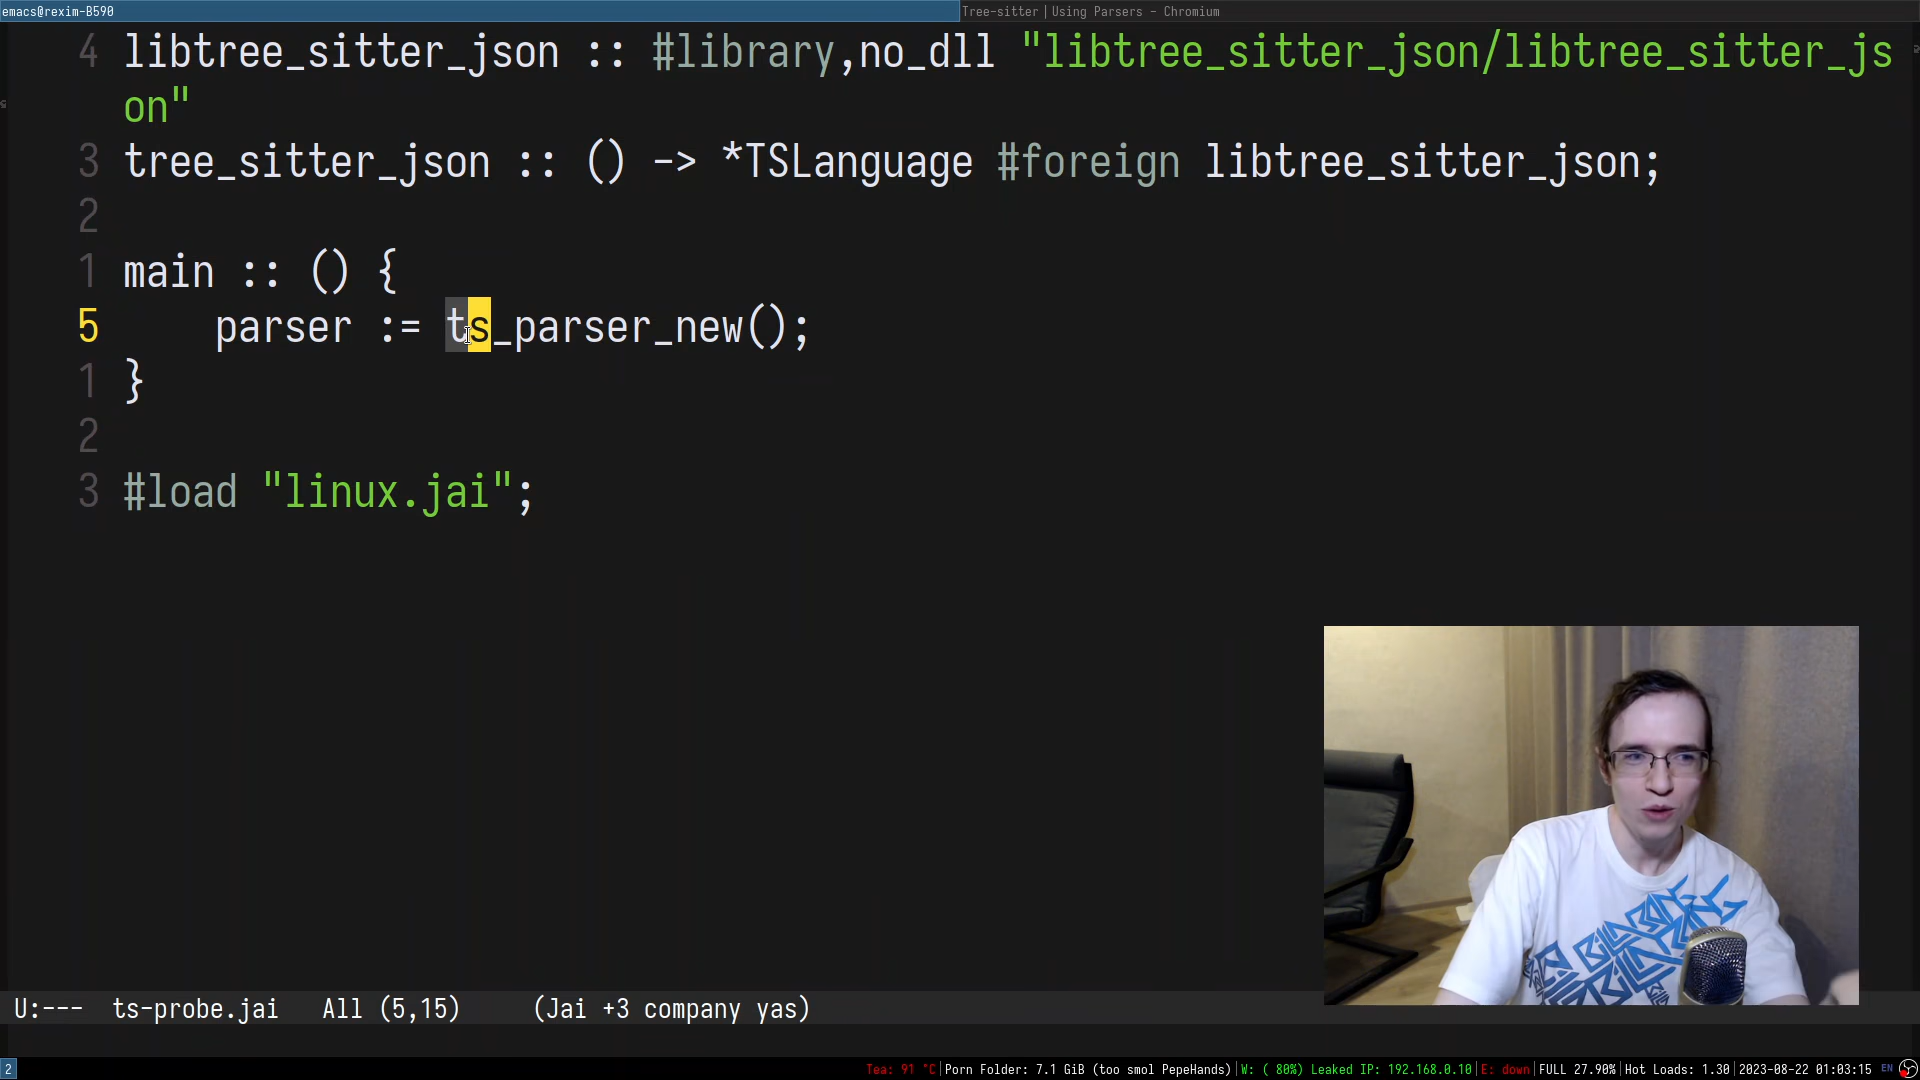 emacs@rexim-B590
Tree-sitter | Using Parsers - Chromium
4 libtree_sitter_json :: #library,no_dll "libtree_sitter_json/libtree_sitter_js
on"
3 tree_sitter_json :: () -> *TSLanguage #foreign libtree_sitter_json;
2
1 main :: () {
5     parser := ts_parser_new();
1 }
2
3 #load "linux.jai";
U:--- ts-probe.jai All (5,15) (Jai +3 company yas)
2 Tea: 91 °C|Porn Folder: 7.1 GiB (too smol PepeHands)|W: ( 80%) Leaked IP: 192.168.0.10|E: down|FULL 27.90%|Hot Loads: 1.30|2023-08-22 01:03:15 EN